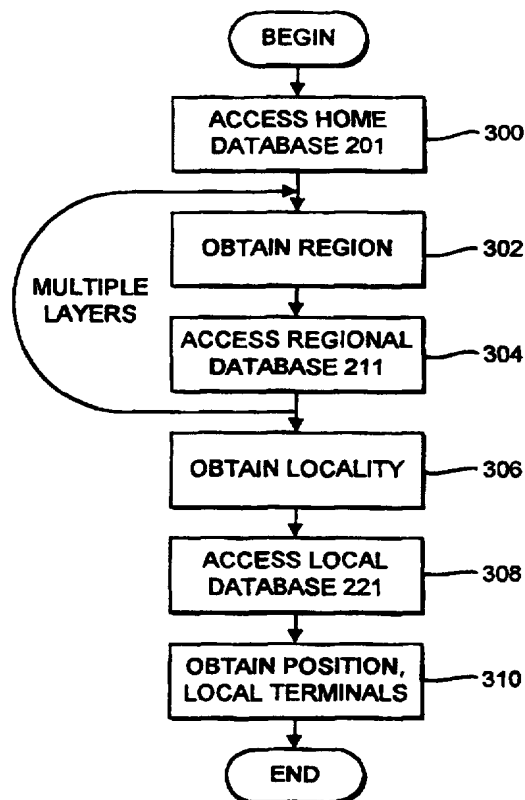 BEGIN
ACCESS HOME
DATABASE 201
300
OBTAIN REGION
302
MULTIPLE
LAYERS
ACCESS REGIONAL
DATABASE 211
304
OBTAIN LOCALITY
306
ACCESS LOCAL
DATABASE 221
308
OBTAIN POSITION,
LOCAL TERMINALS
310
END